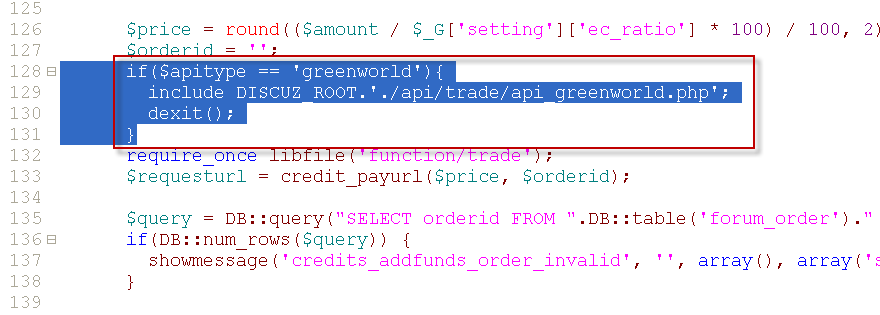 125
126 $price = round(($amount / $_G['setting']['ec_ratio'] * 100) / 100, 2)
127 $orderid = '';
128 if($apitype == 'greenworld'){
129 include DISCUZ_ROOT.'./api/trade/api_greenworld.php';
130 dexit();
131 }
132 require_once libfile('function/trade');
133 $requesturl = credit_payurl($price, $orderid);
134
135 $query = DB::query("SELECT orderid FROM ".DB::table('forum_order')."
136 if(DB::num_rows($query)) {
137 showmessage('credits_addfunds_order_invalid', '', array(), array('s
138 }
139